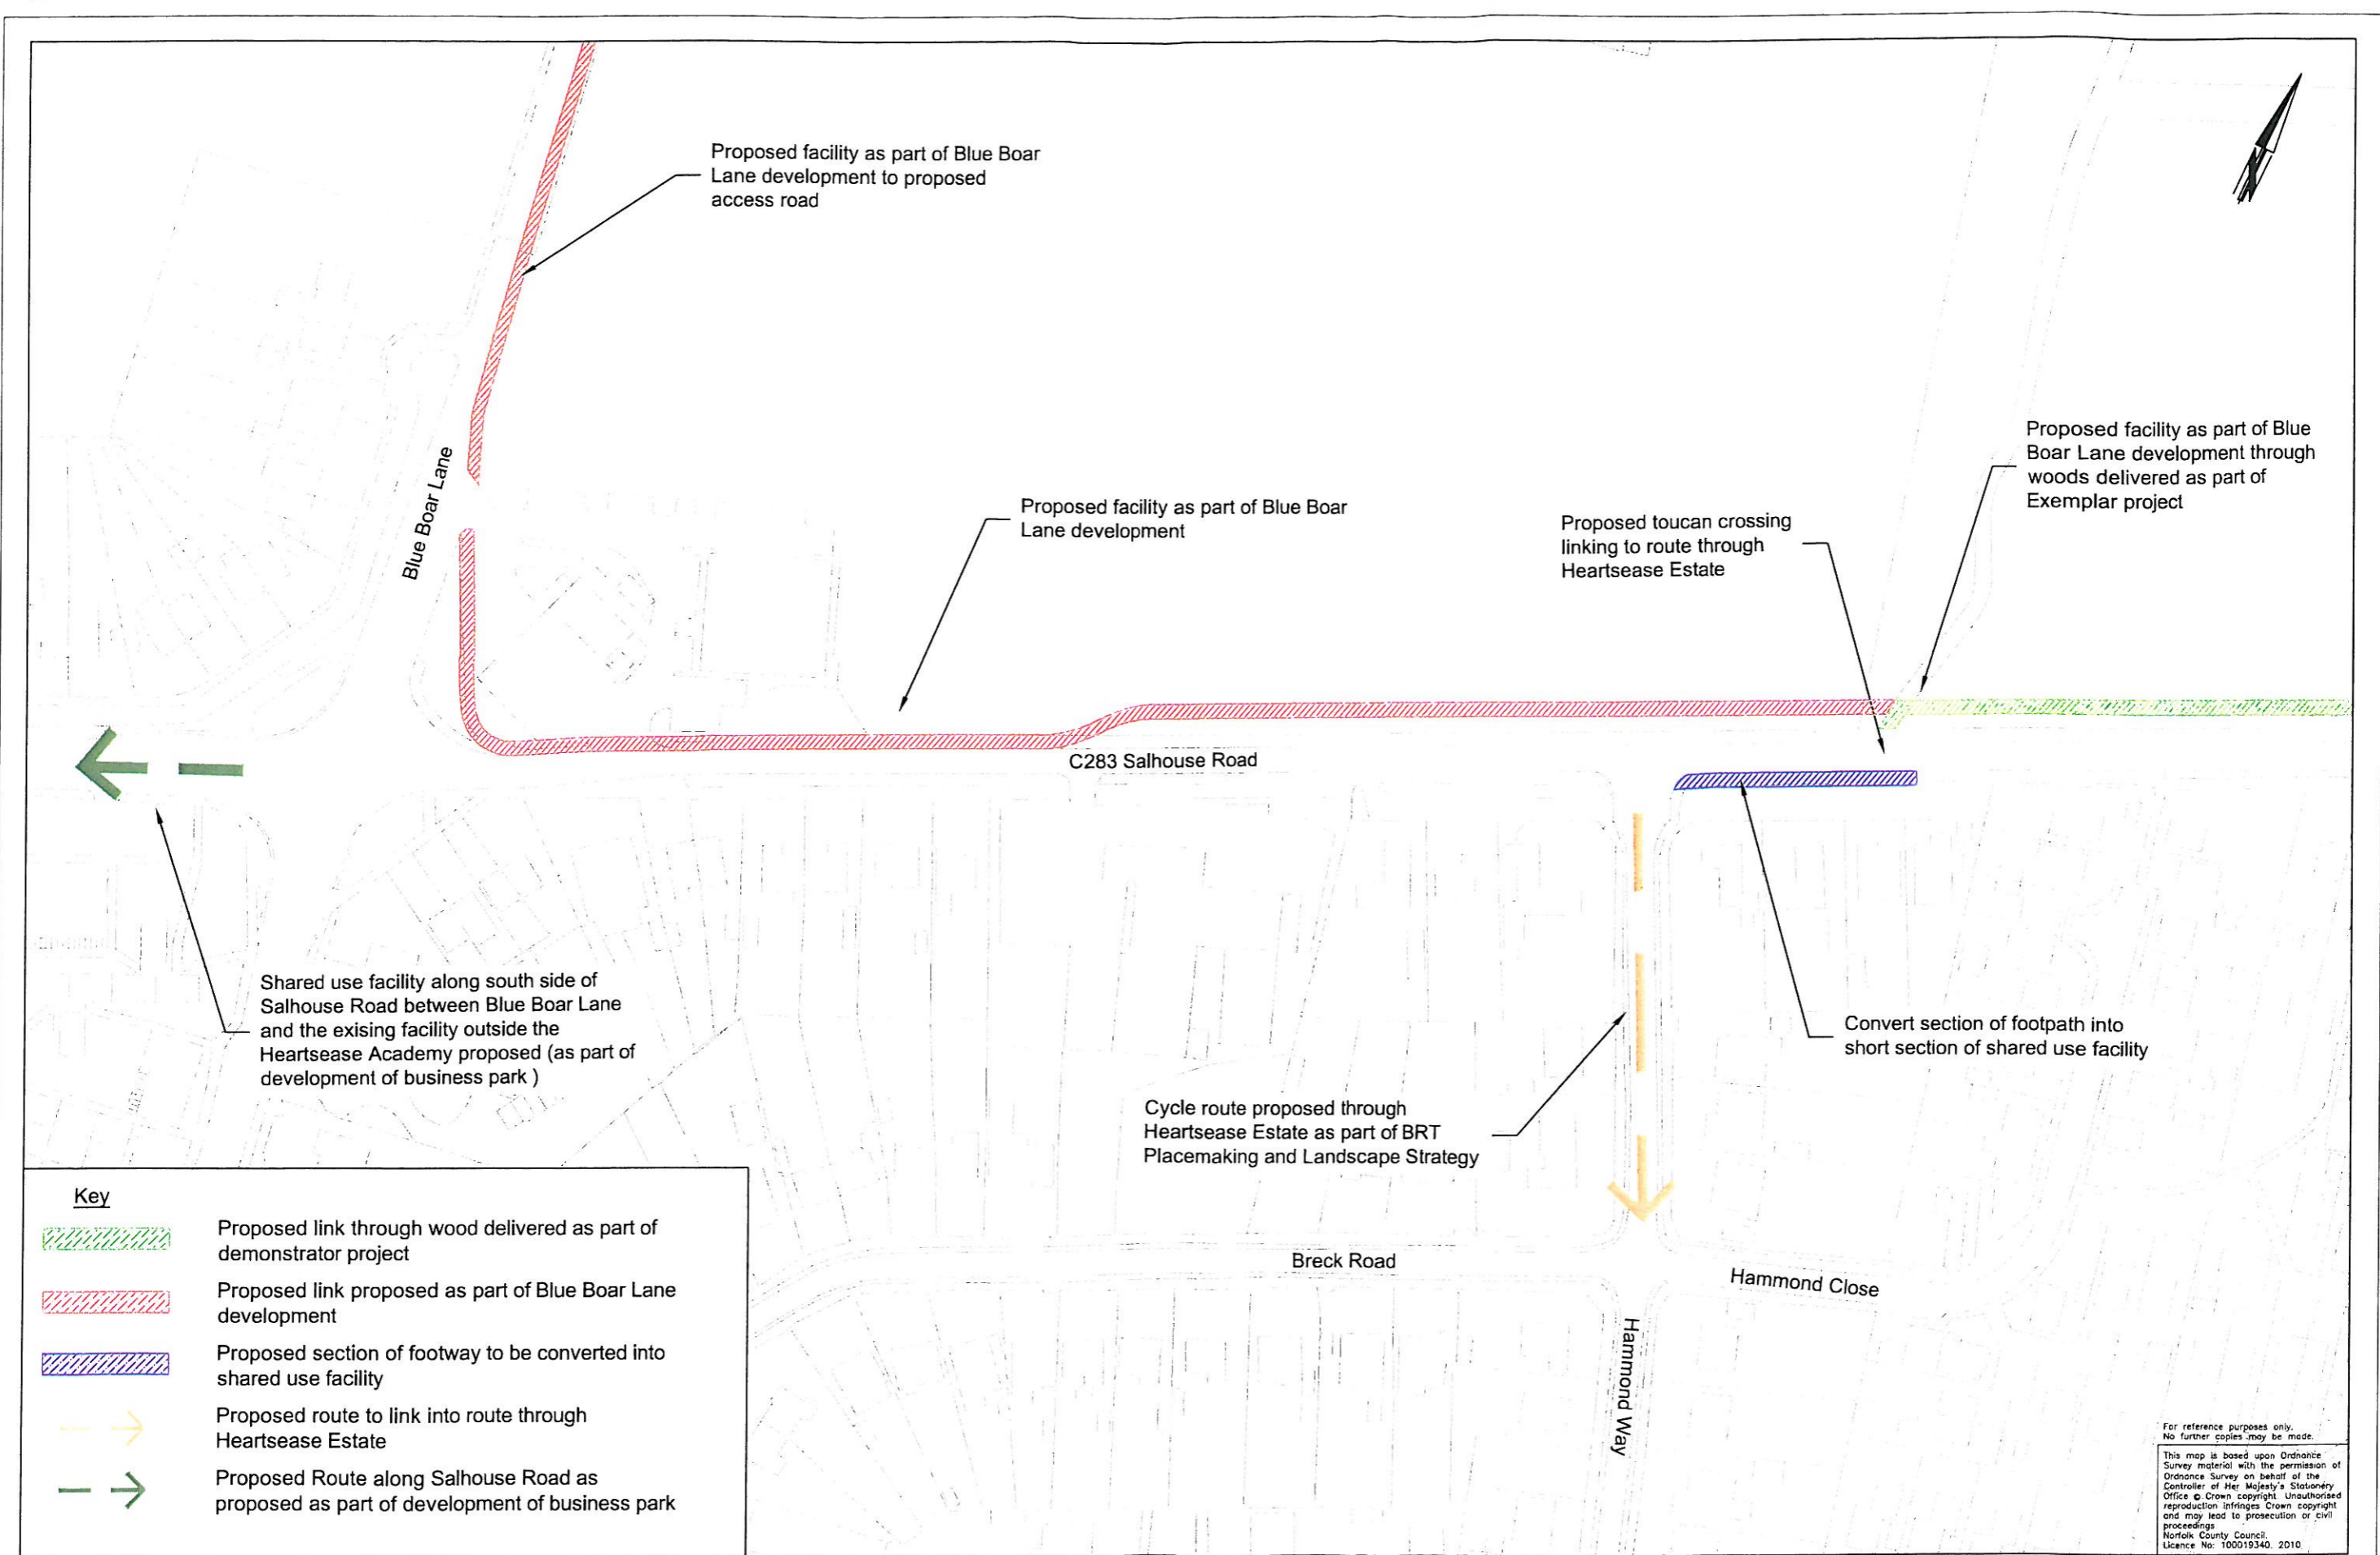 Proposed facility as part of Blue Boar
Lane development to proposed
access road
Blue Boar Lane
Proposed facility as part of Blue Boar
Lane development
Proposed toucan crossing
linking to route through
Heartsease Estate
Proposed facility as part of Blue
Boar Lane development through
woods delivered as part of
Exemplar project
C283 Salhouse Road
Shared use facility along south side of
Salhouse Road between Blue Boar Lane
and the exising facility outside the
Heartsease Academy proposed (as part of
development of business park )
Cycle route proposed through
Heartsease Estate as part of BRT
Placemaking and Landscape Strategy
Convert section of footpath into
short section of shared use facility
Breck Road
Hammond Close
Hammond Way
Key
Proposed link through wood delivered as part of
demonstrator project
Proposed link proposed as part of Blue Boar Lane
development
Proposed section of footway to be converted into
shared use facility
Proposed route to link into route through
Heartsease Estate
Proposed Route along Salhouse Road as
proposed as part of development of business park
For reference purposes only.
No further copies may be made.
This map is based upon Ordnance
Survey material with the permission of
Ordnance Survey on behalf of the
Controller of Her Majesty's Stationery
Office © Crown copyright. Unauthorised
reproduction infringes Crown copyright
and may lead to prosecution or civil
proceedings
Norfolk County Council.
Licence No: 100019340. 2010